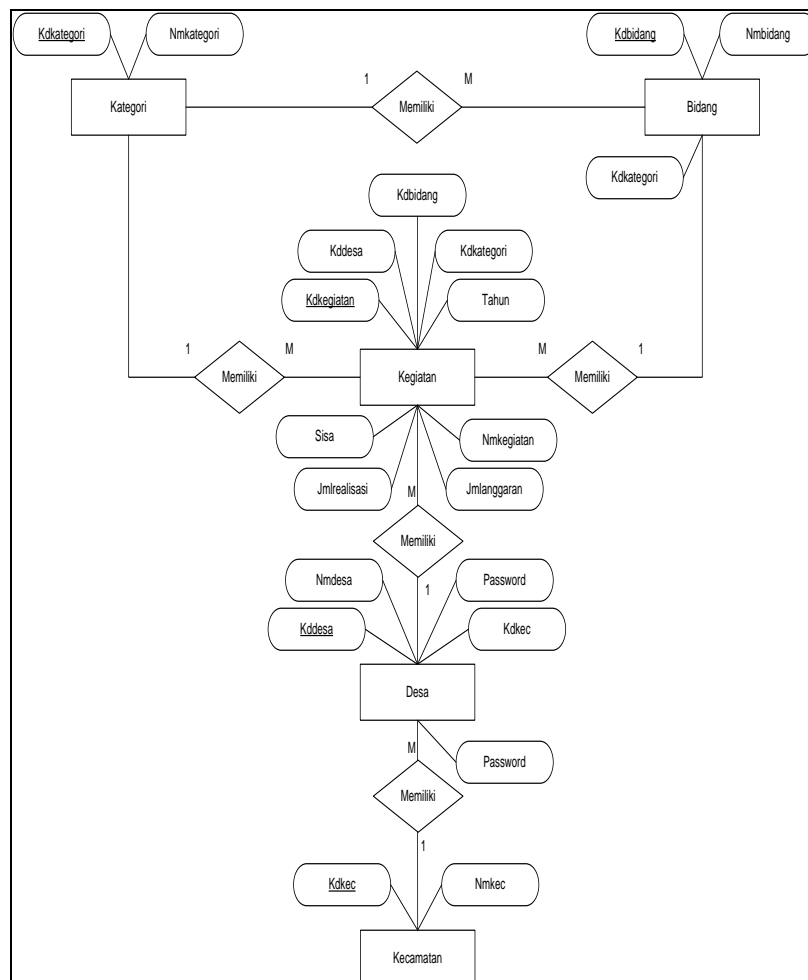 Kdkategori
Nmkategori
Kdbidang
Nmbidang
Kategori
1
Memiliki
M
Bidang
Kdkategori
Kdbidang
Kddesa
Kdkategori
Kdkegiatan
Tahun
1
Memiliki
M
Kegiatan
M
Memiliki
1
Sisa
Nmkegiatan
Jmlrealisasi
Jmlanggaran
M
Memiliki
1
Nmdesa
Password
Kddesa
Kdkec
Desa
M
Password
Memiliki
1
Kdkec
Nmkec
Kecamatan